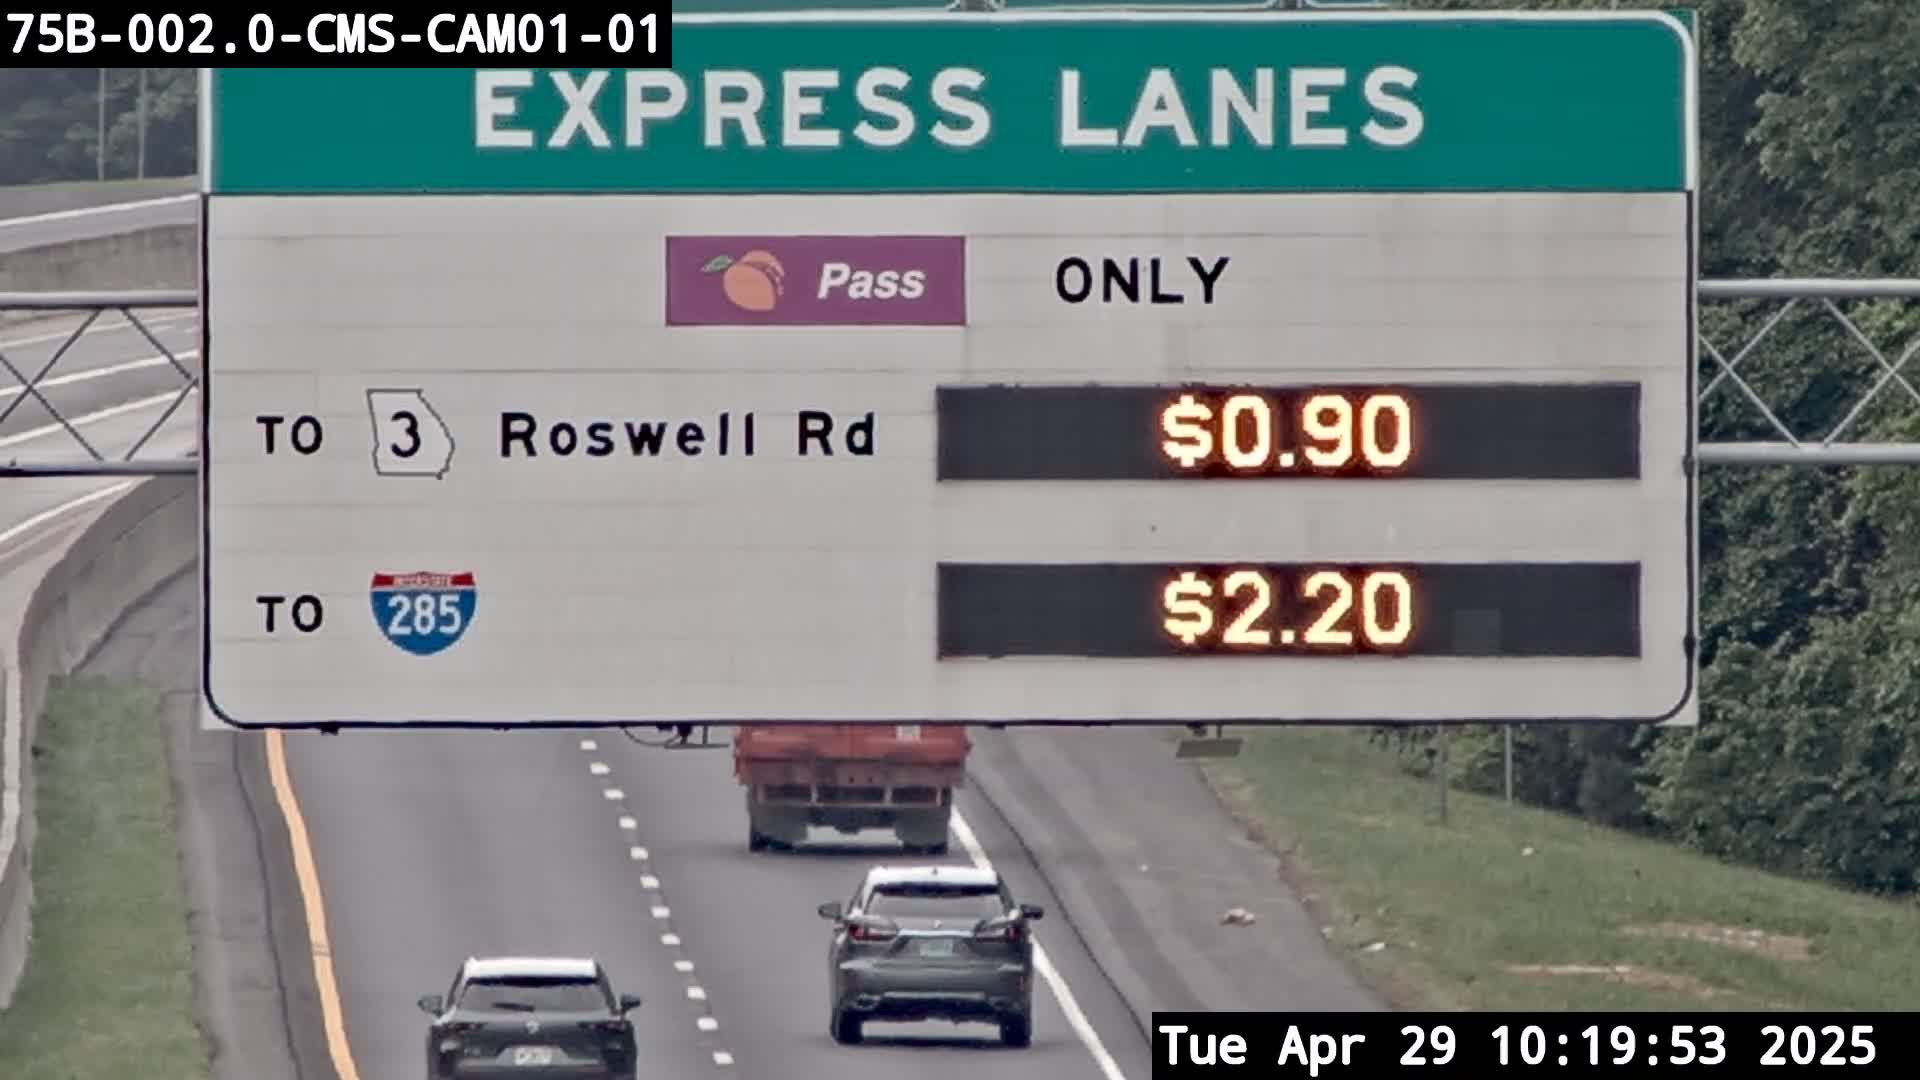 75B-002.0-CMS-CAM01-01
EXPRESS LANES
Pass ONLY
TO 3 Roswell Rd $0.90
TO INTERSTATE 285 $2.20
Tue Apr 29 10:19:53 2025